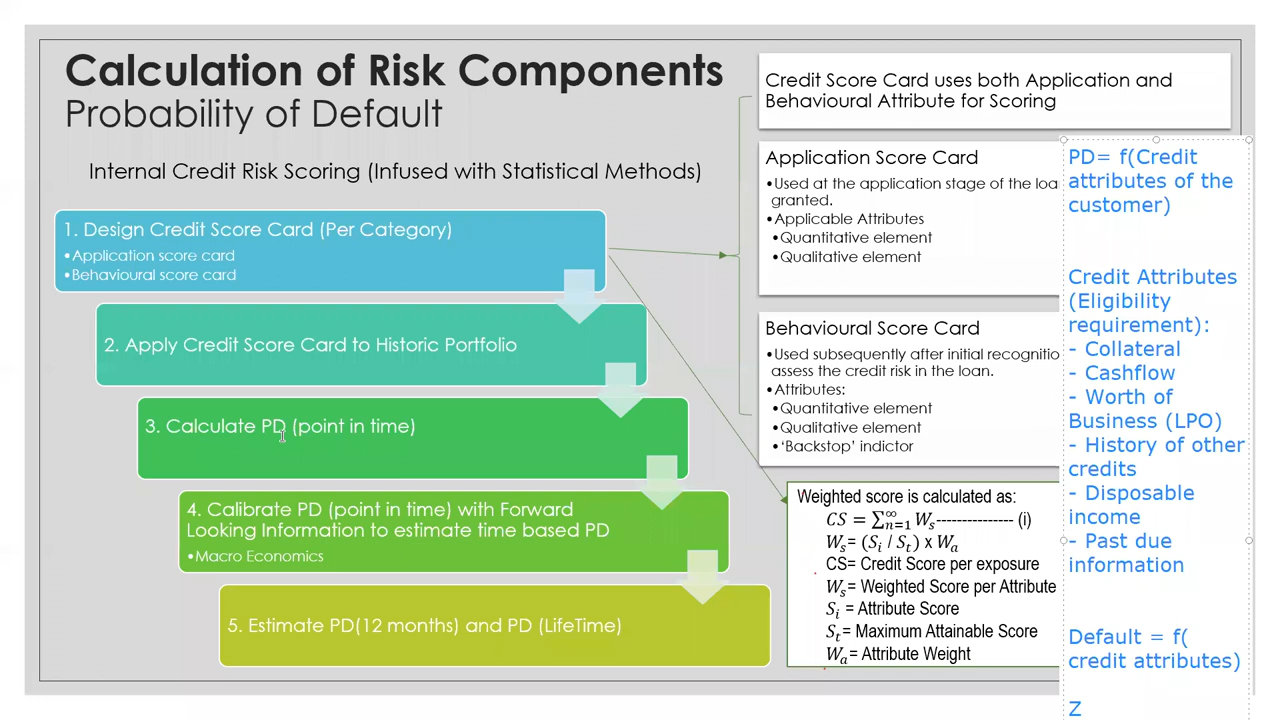 Calculation of Risk Components
Probability of Default
Internal Credit Risk Scoring (Infused with Statistical Methods)
1. Design Credit Score Card (Per Category)
•Application score card
•Behavioural score card
2. Apply Credit Score Card to Historic Portfolio
3. Calculate PD (point in time)
4. Calibrate PD (point in time) with Forward
Looking Information to estimate time based PD
•Macro Economics
5. Estimate PD(12 months) and PD (LifeTime)
Credit Score Card uses both Application and
Behavioural Attribute for Scoring
Application Score Card
•Used at the application stage of the loa
granted.
•Applicable Attributes
•Quantitative element
•Qualitative element
Behavioural Score Card
•Used subsequently after initial recognitio
assess the credit risk in the loan.
•Attributes:
•Quantitative element
•Qualitative element
•‘Backstop’ indictor
Weighted score is calculated as:
𝐶𝑆 = ∑ₙ₌₁^∞ 𝑊ₛ--------------- (i)
𝑊ₛ= (𝑆ᵢ / 𝑆ₜ) x 𝑊ₐ
CS= Credit Score per exposure
𝑊ₛ= Weighted Score per Attribute
𝑆ᵢ = Attribute Score
𝑆ₜ= Maximum Attainable Score
𝑊ₐ= Attribute Weight
PD= f(Credit
attributes of the
customer)
Credit Attributes
(Eligibility
requirement):
- Collateral
- Cashflow
- Worth of
Business (LPO)
- History of other
credits
- Disposable
income
- Past due
information
Default = f(
credit attributes)
Z